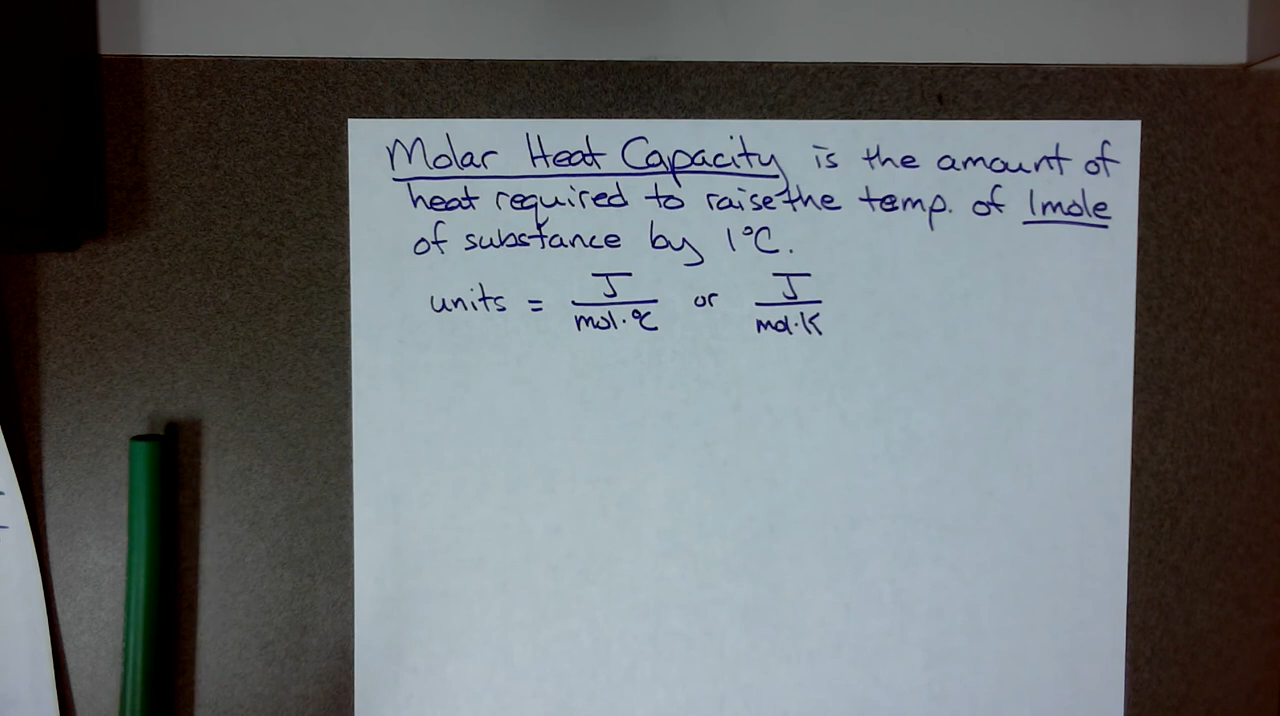 Molar Heat Capacity is the amount of
heat required to raise the temp. of 1mole
of substance by 1°C.
units = J/mol·°C or J/mol·K